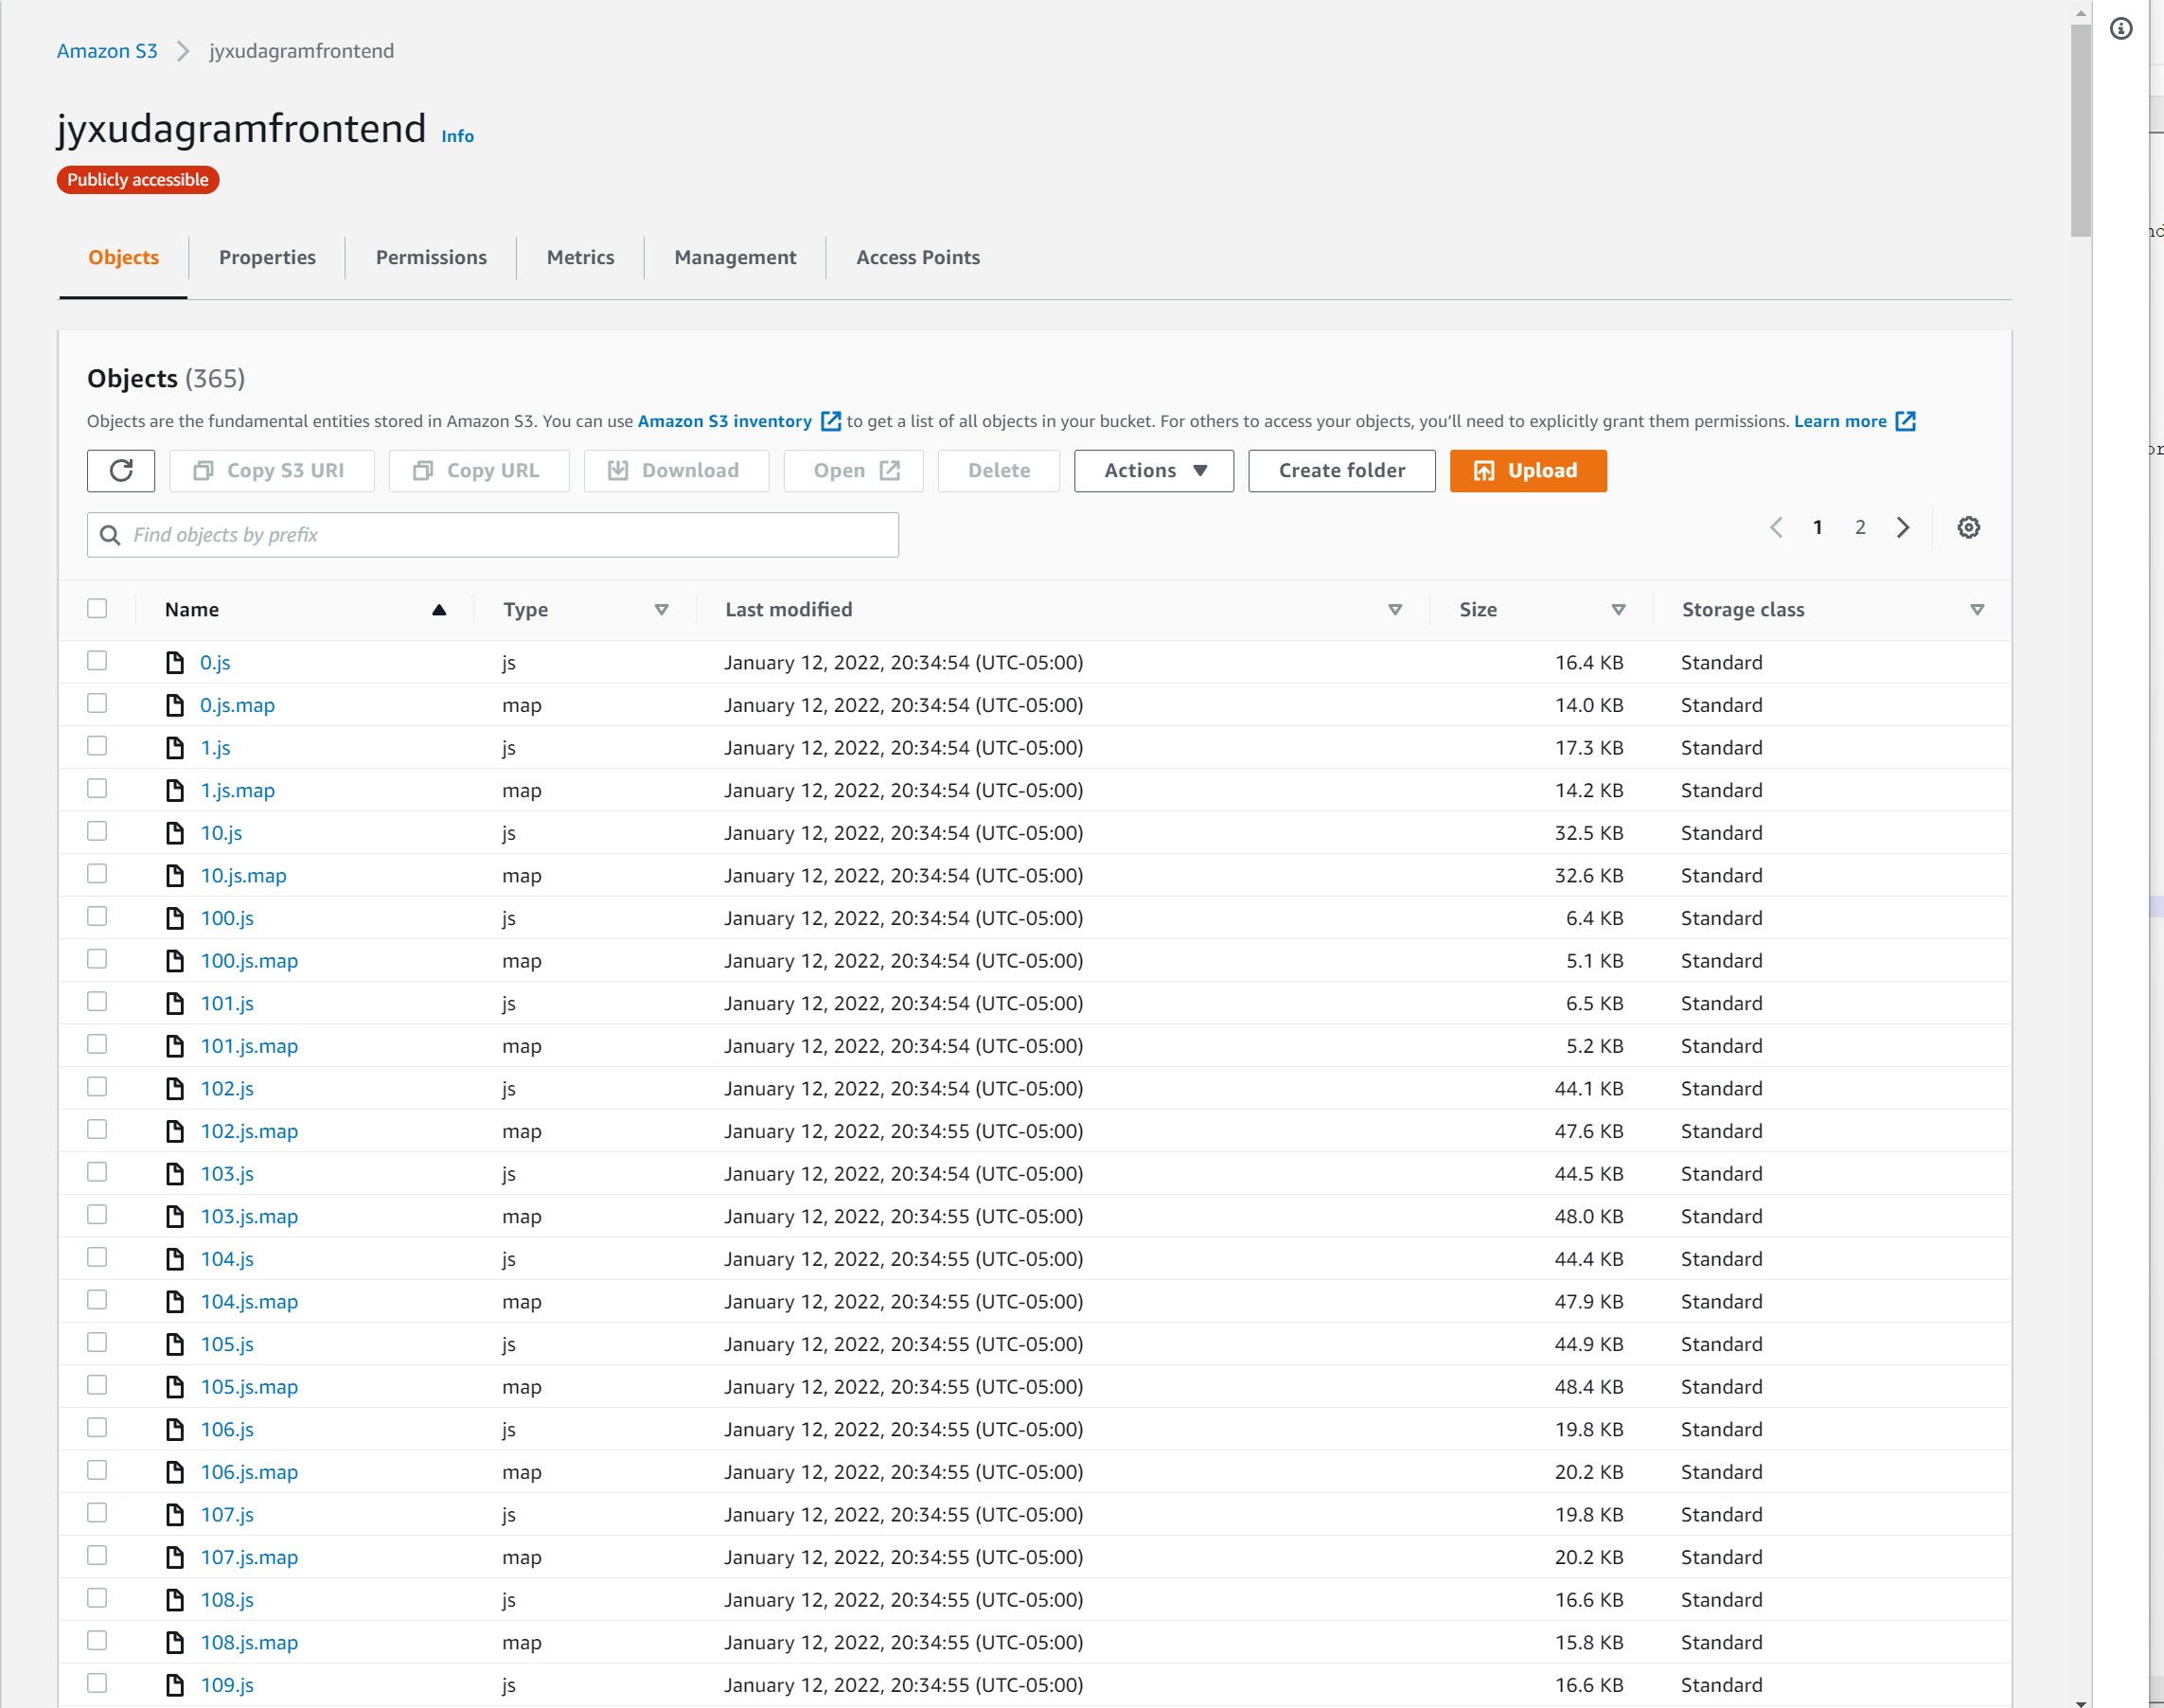 Amazon S3 > jyxudagramfrontend
jyxudagramfrontend Info
Publicly accessible
Objects Properties Permissions Metrics Management Access Points
Objects (365)
Objects are the fundamental entities stored in Amazon S3. You can use Amazon S3 inventory to get a list of all objects in your bucket. For others to access your objects, you’ll need to explicitly grant them permissions. Learn more
Copy S3 URI Copy URL Download Open Delete Actions Create folder Upload
Find objects by prefix
1 2
Name Type Last modified Size Storage class
0.js js January 12, 2022, 20:34:54 (UTC-05:00) 16.4 KB Standard
0.js.map map January 12, 2022, 20:34:54 (UTC-05:00) 14.0 KB Standard
1.js js January 12, 2022, 20:34:54 (UTC-05:00) 17.3 KB Standard
1.js.map map January 12, 2022, 20:34:54 (UTC-05:00) 14.2 KB Standard
10.js js January 12, 2022, 20:34:54 (UTC-05:00) 32.5 KB Standard
10.js.map map January 12, 2022, 20:34:54 (UTC-05:00) 32.6 KB Standard
100.js js January 12, 2022, 20:34:54 (UTC-05:00) 6.4 KB Standard
100.js.map map January 12, 2022, 20:34:54 (UTC-05:00) 5.1 KB Standard
101.js js January 12, 2022, 20:34:54 (UTC-05:00) 6.5 KB Standard
101.js.map map January 12, 2022, 20:34:54 (UTC-05:00) 5.2 KB Standard
102.js js January 12, 2022, 20:34:54 (UTC-05:00) 44.1 KB Standard
102.js.map map January 12, 2022, 20:34:55 (UTC-05:00) 47.6 KB Standard
103.js js January 12, 2022, 20:34:55 (UTC-05:00) 44.5 KB Standard
103.js.map map January 12, 2022, 20:34:55 (UTC-05:00) 48.0 KB Standard
104.js js January 12, 2022, 20:34:55 (UTC-05:00) 44.4 KB Standard
104.js.map map January 12, 2022, 20:34:55 (UTC-05:00) 47.9 KB Standard
105.js js January 12, 2022, 20:34:55 (UTC-05:00) 44.9 KB Standard
105.js.map map January 12, 2022, 20:34:55 (UTC-05:00) 48.4 KB Standard
106.js js January 12, 2022, 20:34:55 (UTC-05:00) 19.8 KB Standard
106.js.map map January 12, 2022, 20:34:55 (UTC-05:00) 20.2 KB Standard
107.js js January 12, 2022, 20:34:55 (UTC-05:00) 19.8 KB Standard
107.js.map map January 12, 2022, 20:34:55 (UTC-05:00) 20.2 KB Standard
108.js js January 12, 2022, 20:34:55 (UTC-05:00) 16.6 KB Standard
108.js.map map January 12, 2022, 20:34:55 (UTC-05:00) 15.8 KB Standard
109.js js January 12, 2022, 20:34:55 (UTC-05:00) 16.6 KB Standard